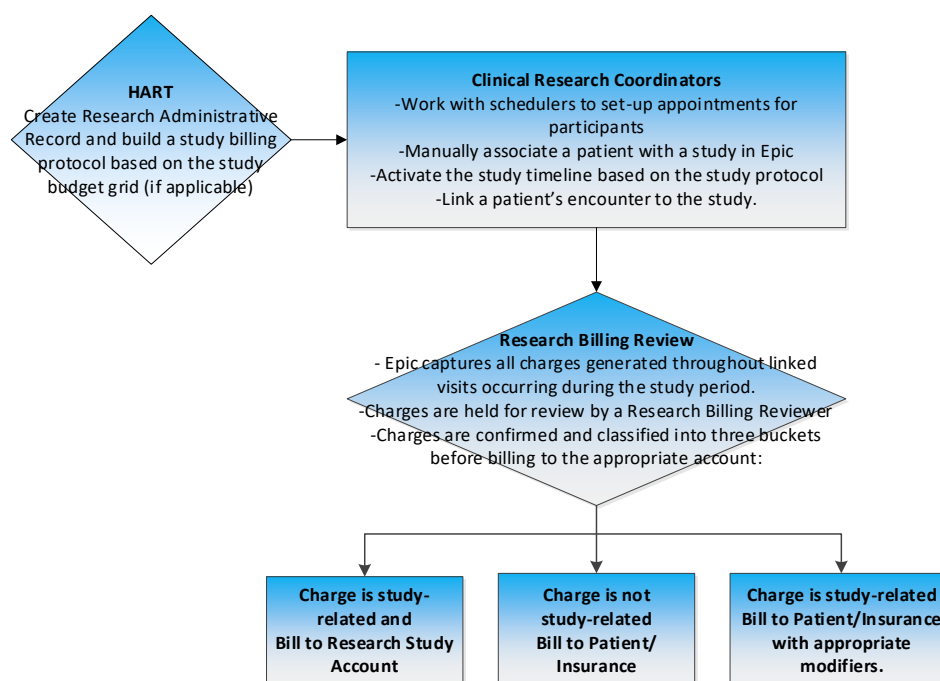 HART
Create Research Administrative
Record and build a study billing
protocol based on the study
budget grid (if applicable)
Clinical Research Coordinators
-Work with schedulers to set-up appointments for
participants
-Manually associate a patient with a study in Epic
-Activate the study timeline based on the study protocol
-Link a patient’s encounter to the study.
Research Billing Review
- Epic captures all charges generated throughout linked
visits occurring during the study period.
-Charges are held for review by a Research Billing Reviewer
-Charges are confirmed and classified into three buckets
before billing to the appropriate account:
Charge is study-
related and
Bill to Research Study
Account
Charge is not
study-related
Bill to Patient/
Insurance
Charge is study-related
Bill to Patient/Insurance
with appropriate
modifiers.